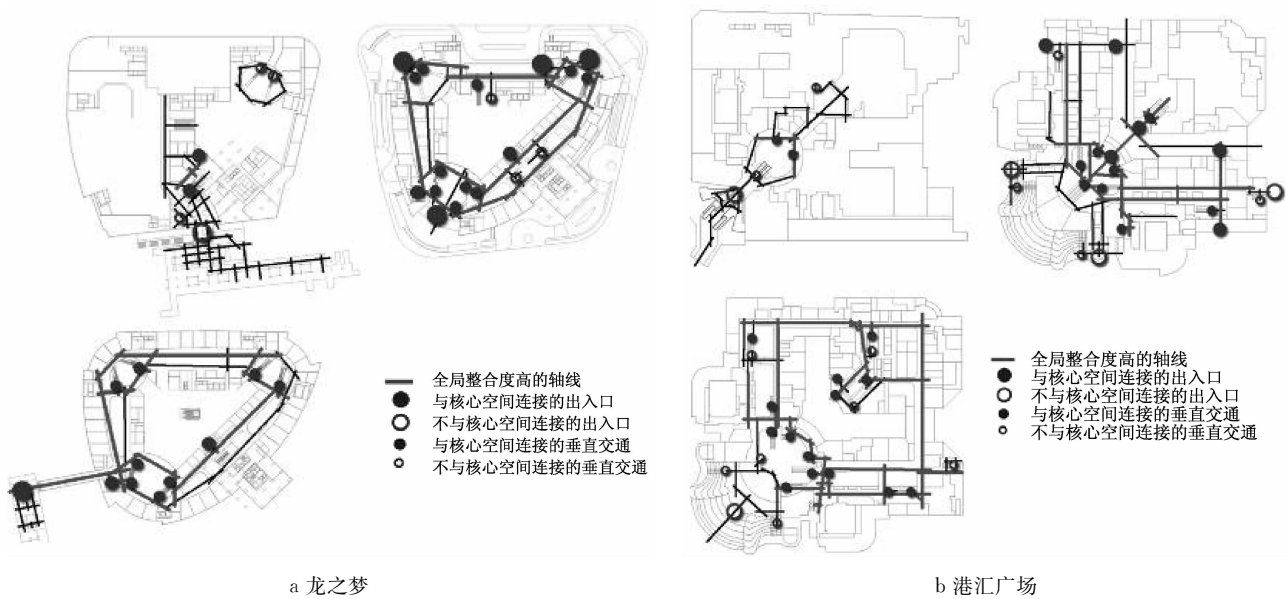 全局整合度高的轴线
与核心空间连接的出入口
不与核心空间连接的出入口
与核心空间连接的垂直交通
不与核心空间连接的垂直交通
a 龙之梦
全局整合度高的轴线
与核心空间连接的出入口
不与核心空间连接的出入口
与核心空间连接的垂直交通
不与核心空间连接的垂直交通
b 港汇广场